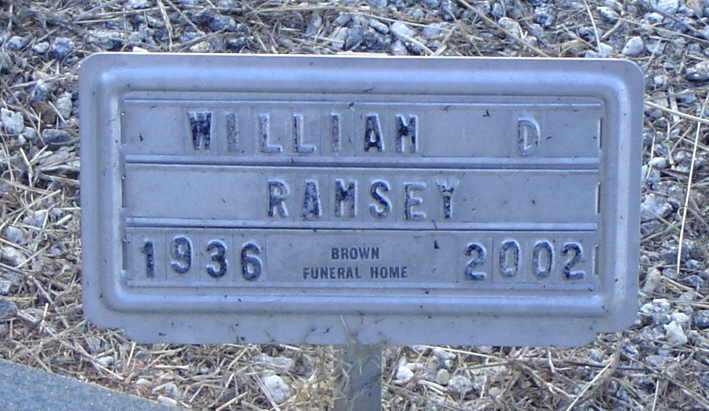 WILLIAM D
RAMSEY
1936 BROWN FUNERAL HOME 2002